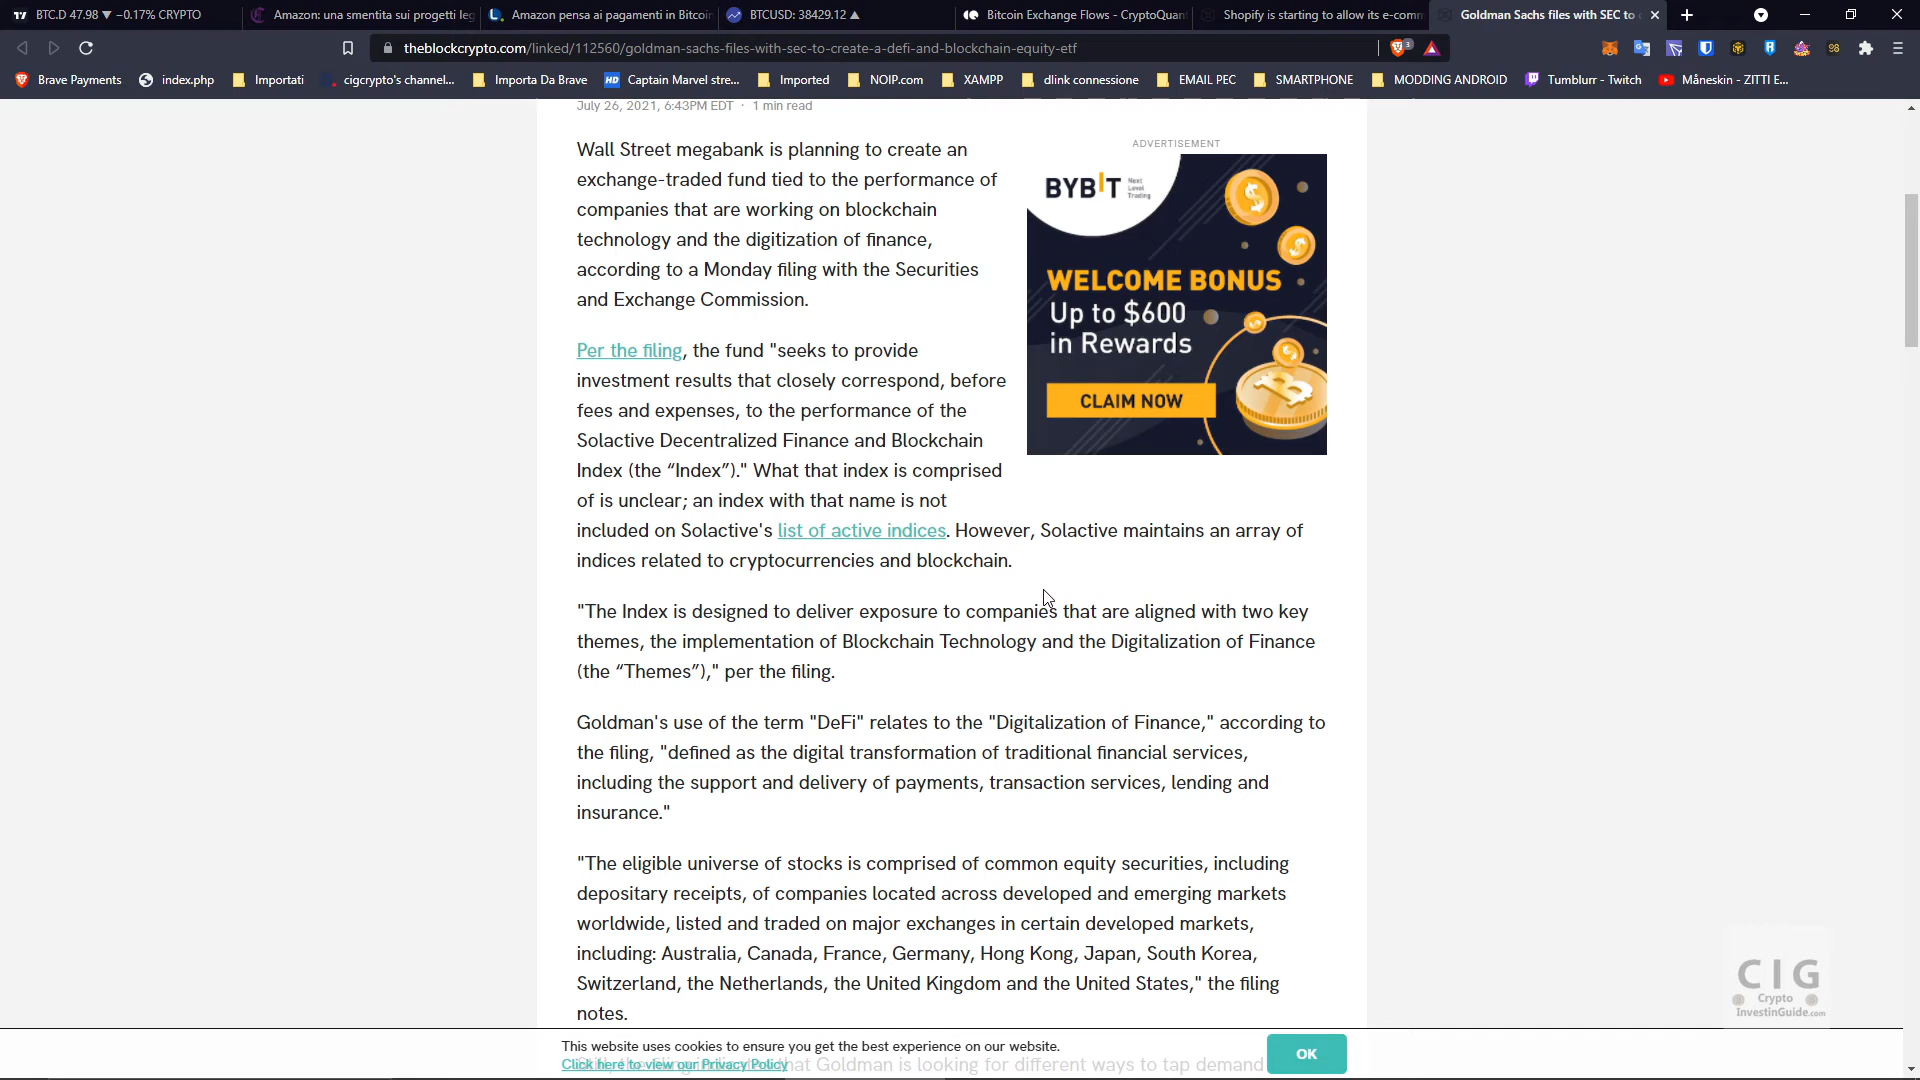 BTC.D 47.98 ▼ −0.17% CRYPTO
Amazon: una smentita sui progetti leg
Amazon pensa ai pagamenti in Bitcoin
BTCUSD: 38429.12 ▲
Bitcoin Exchange Flows - CryptoQuant
Shopify is starting to allow its e-comm
Goldman Sachs files with SEC to
theblockcrypto.com/linked/112560/goldman-sachs-files-with-sec-to-create-a-defi-and-blockchain-equity-etf
3
98
Brave Payments
index.php
Importati
cigcrypto's channel...
Importa Da Brave
HD Captain Marvel stre...
Imported
NOIP.com
XAMPP
dlink connessione
EMAIL PEC
SMARTPHONE
MODDING ANDROID
Tumblurr - Twitch
Måneskin - ZITTI E...
July 26, 2021, 6:43PM EDT · 1 min read
Wall Street megabank is planning to create an
exchange-traded fund tied to the performance of
companies that are working on blockchain
technology and the digitization of finance,
according to a Monday filing with the Securities
and Exchange Commission.
ADVERTISEMENT
BYBIT
Next
Level
Trading
WELCOME BONUS
Up to $600
in Rewards
CLAIM NOW
Per the filing, the fund "seeks to provide
investment results that closely correspond, before
fees and expenses, to the performance of the
Solactive Decentralized Finance and Blockchain
Index (the “Index”)." What that index is comprised
of is unclear; an index with that name is not
included on Solactive's list of active indices. However, Solactive maintains an array of
indices related to cryptocurrencies and blockchain.
"The Index is designed to deliver exposure to companies that are aligned with two key
themes, the implementation of Blockchain Technology and the Digitalization of Finance
(the “Themes”)," per the filing.
Goldman's use of the term "DeFi" relates to the "Digitalization of Finance," according to
the filing, "defined as the digital transformation of traditional financial services,
including the support and delivery of payments, transaction services, lending and
insurance."
"The eligible universe of stocks is comprised of common equity securities, including
depositary receipts, of companies located across developed and emerging markets
worldwide, listed and traded on major exchanges in certain developed markets,
including: Australia, Canada, France, Germany, Hong Kong, Japan, South Korea,
Switzerland, the Netherlands, the United Kingdom and the United States," the filing
notes.
CIG
Crypto
InvestinGuide.com
This website uses cookies to ensure you get the best experience on our website.
Click here to view our Privacy Policy
that Goldman is looking for different ways to tap demand
OK